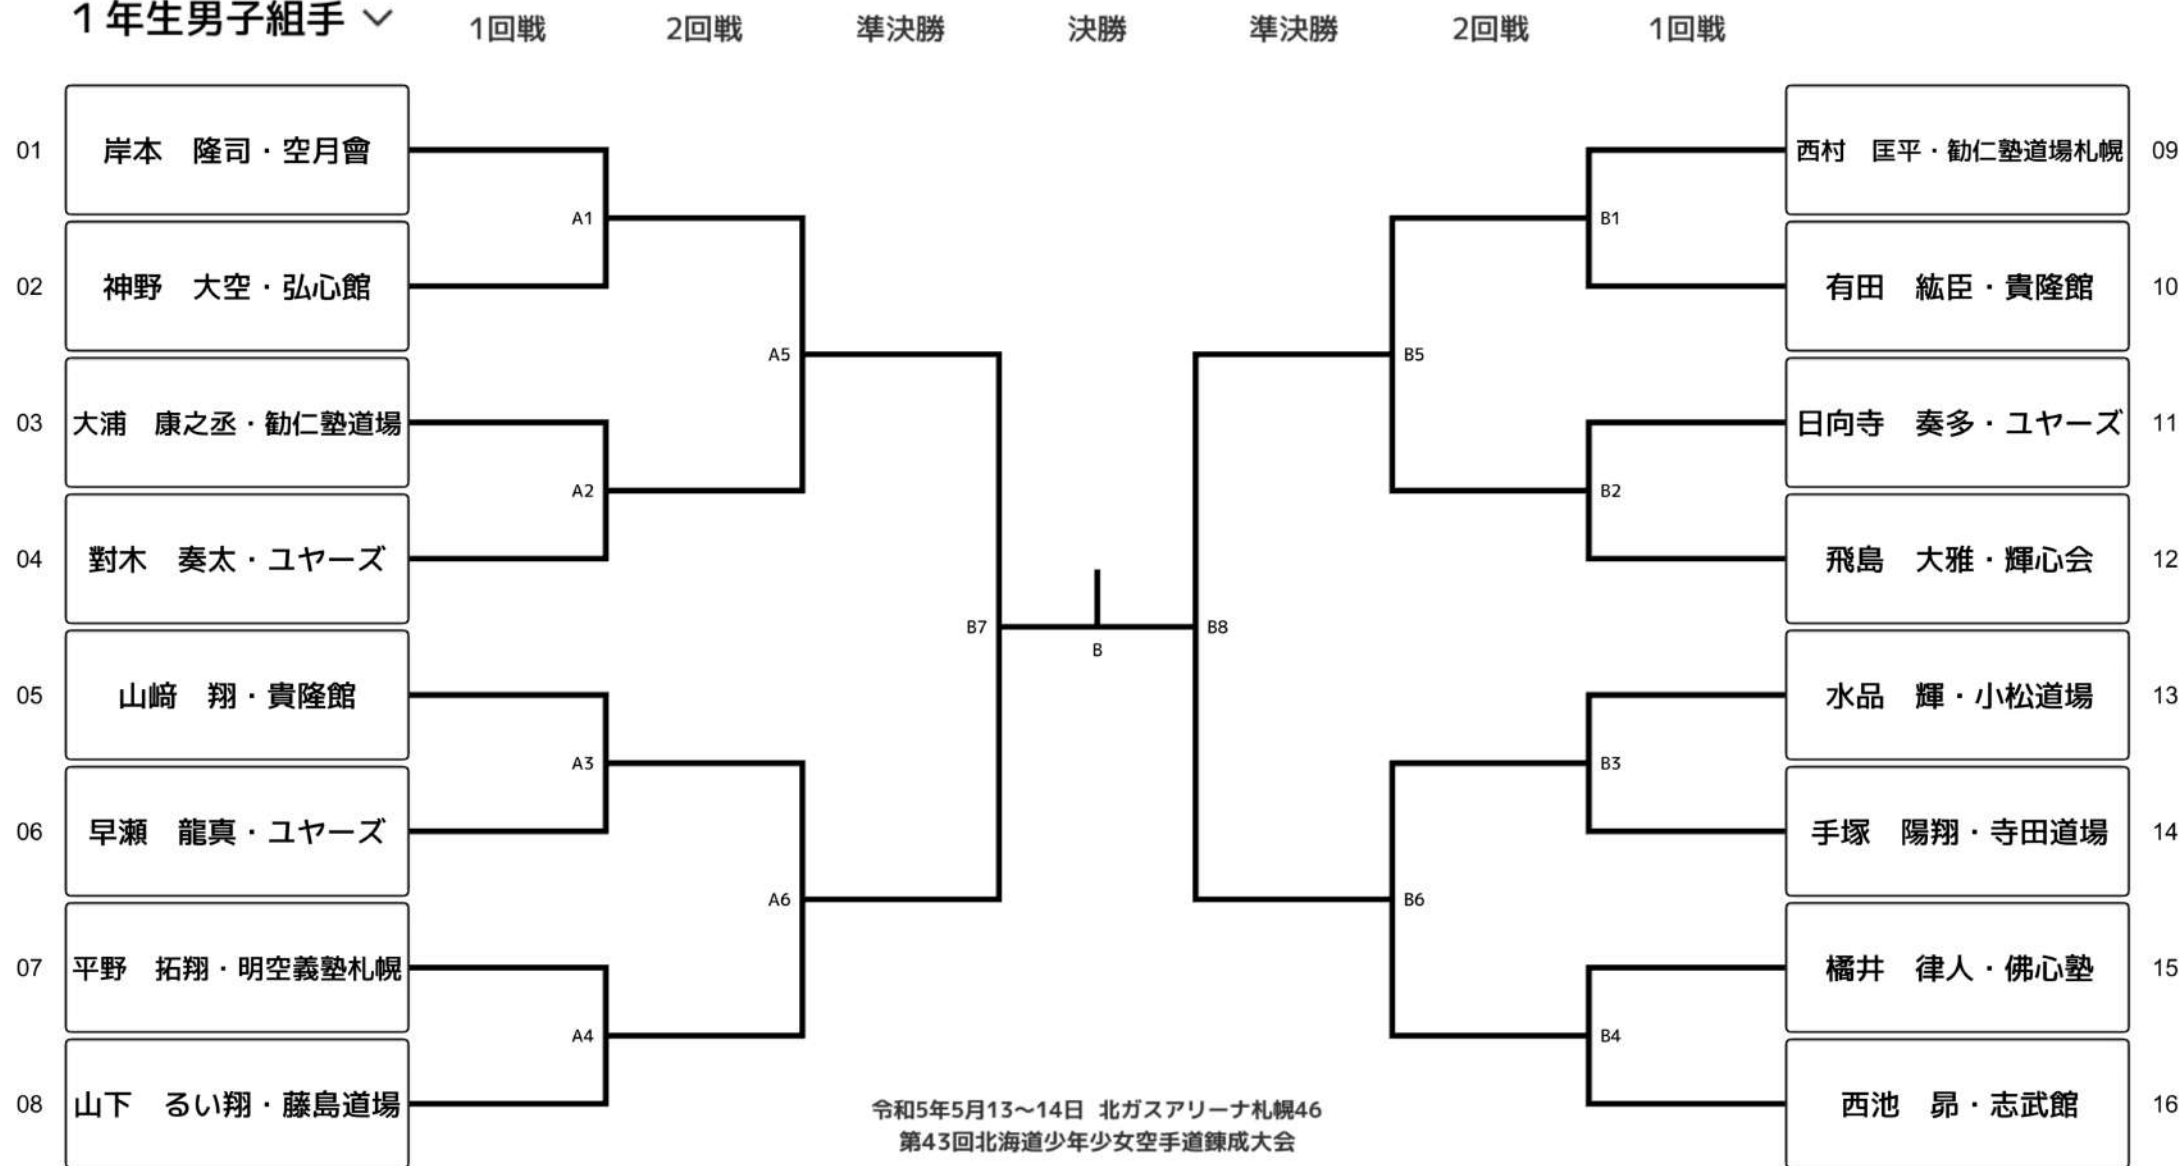 1年生男子組手
1回戦 2回戦 準決勝 決勝 準決勝 2回戦 1回戦
01 岸本　隆司・空月會
02 神野　大空・弘心館
03 大浦　康之丞・勧仁塾道場
04 對木　奏太・ユヤーズ
05 山﨑　翔・貴隆館
06 早瀬　龍真・ユヤーズ
07 平野　拓翔・明空義塾札幌
08 山下　るい翔・藤島道場
A1
A2
A3
A4
A5
A6
B7
B
B8
B5
B6
B1
B2
B3
B4
西村　匡平・勧仁塾道場札幌 09
有田　紘臣・貴隆館 10
日向寺　奏多・ユヤーズ 11
飛島　大雅・輝心会 12
水品　輝・小松道場 13
手塚　陽翔・寺田道場 14
橘井　律人・佛心塾 15
西池　昴・志武館 16
令和5年5月13〜14日 北ガスアリーナ札幌46
第43回北海道少年少女空手道錬成大会